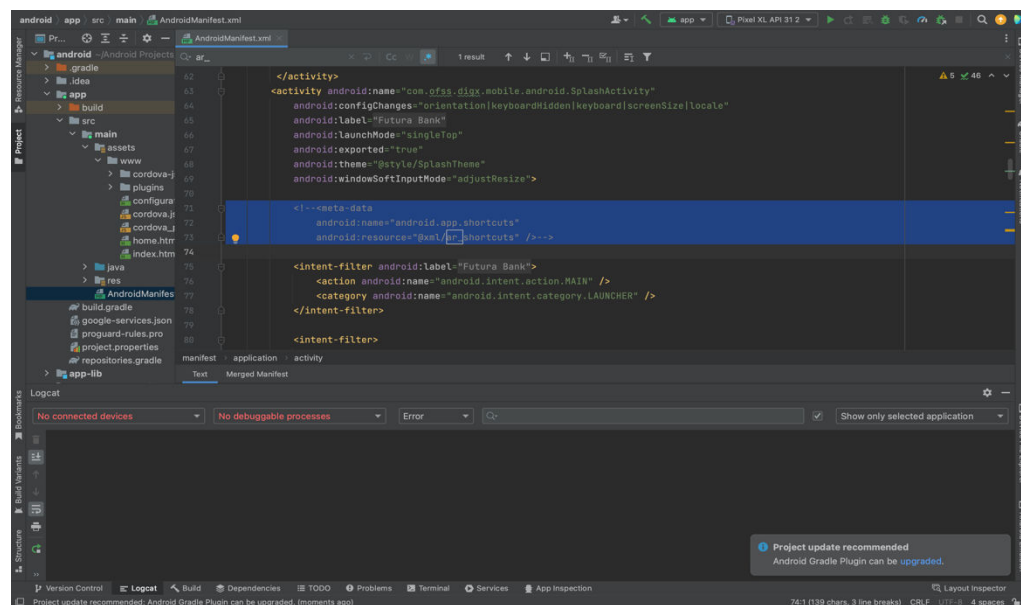 android app src main AndroidManifest.xml
app Pixel XL API 31 2
Pr... AndroidManifest.xml
android ~/Android Projects
.gradle
.idea
app
build
src
main
assets
www
cordova-j
plugins
configura
cordova.js
cordova_p
home.htm
index.htm
java
res
AndroidManifes
build.gradle
google-services.json
proguard-rules.pro
project.properties
repositories.gradle
app-lib
Resource Manager
Project
Bookmarks
Build Variants
Structure
ar_ Cc 1 result
5 46
62 </activity>
63 <activity android:name="com.ofss.digx.mobile.android.SplashActivity"
64 android:configChanges="orientation|keyboardHidden|keyboard|screenSize|locale"
65 android:label="Futura Bank"
66 android:launchMode="singleTop"
67 android:exported="true"
68 android:theme="@style/SplashTheme"
69 android:windowSoftInputMode="adjustResize">
70
71 <!--<meta-data
72 android:name="android.app.shortcuts"
73 android:resource="@xml/ar_shortcuts" />-->
74
75 <intent-filter android:label="Futura Bank">
76 <action android:name="android.intent.action.MAIN" />
77 <category android:name="android.intent.category.LAUNCHER" />
78 </intent-filter>
79
80 <intent-filter>
manifest › application › activity
Text Merged Manifest
Logcat
No connected devices No debuggable processes Error Show only selected application
Project update recommended
Android Gradle Plugin can be upgraded.
Version Control Logcat Build Dependencies TODO Problems Terminal Services App Inspection Layout Inspector
Project update recommended: Android Gradle Plugin can be upgraded. (moments ago) 74:1 (139 chars, 3 line breaks) CRLF UTF-8 4 spaces